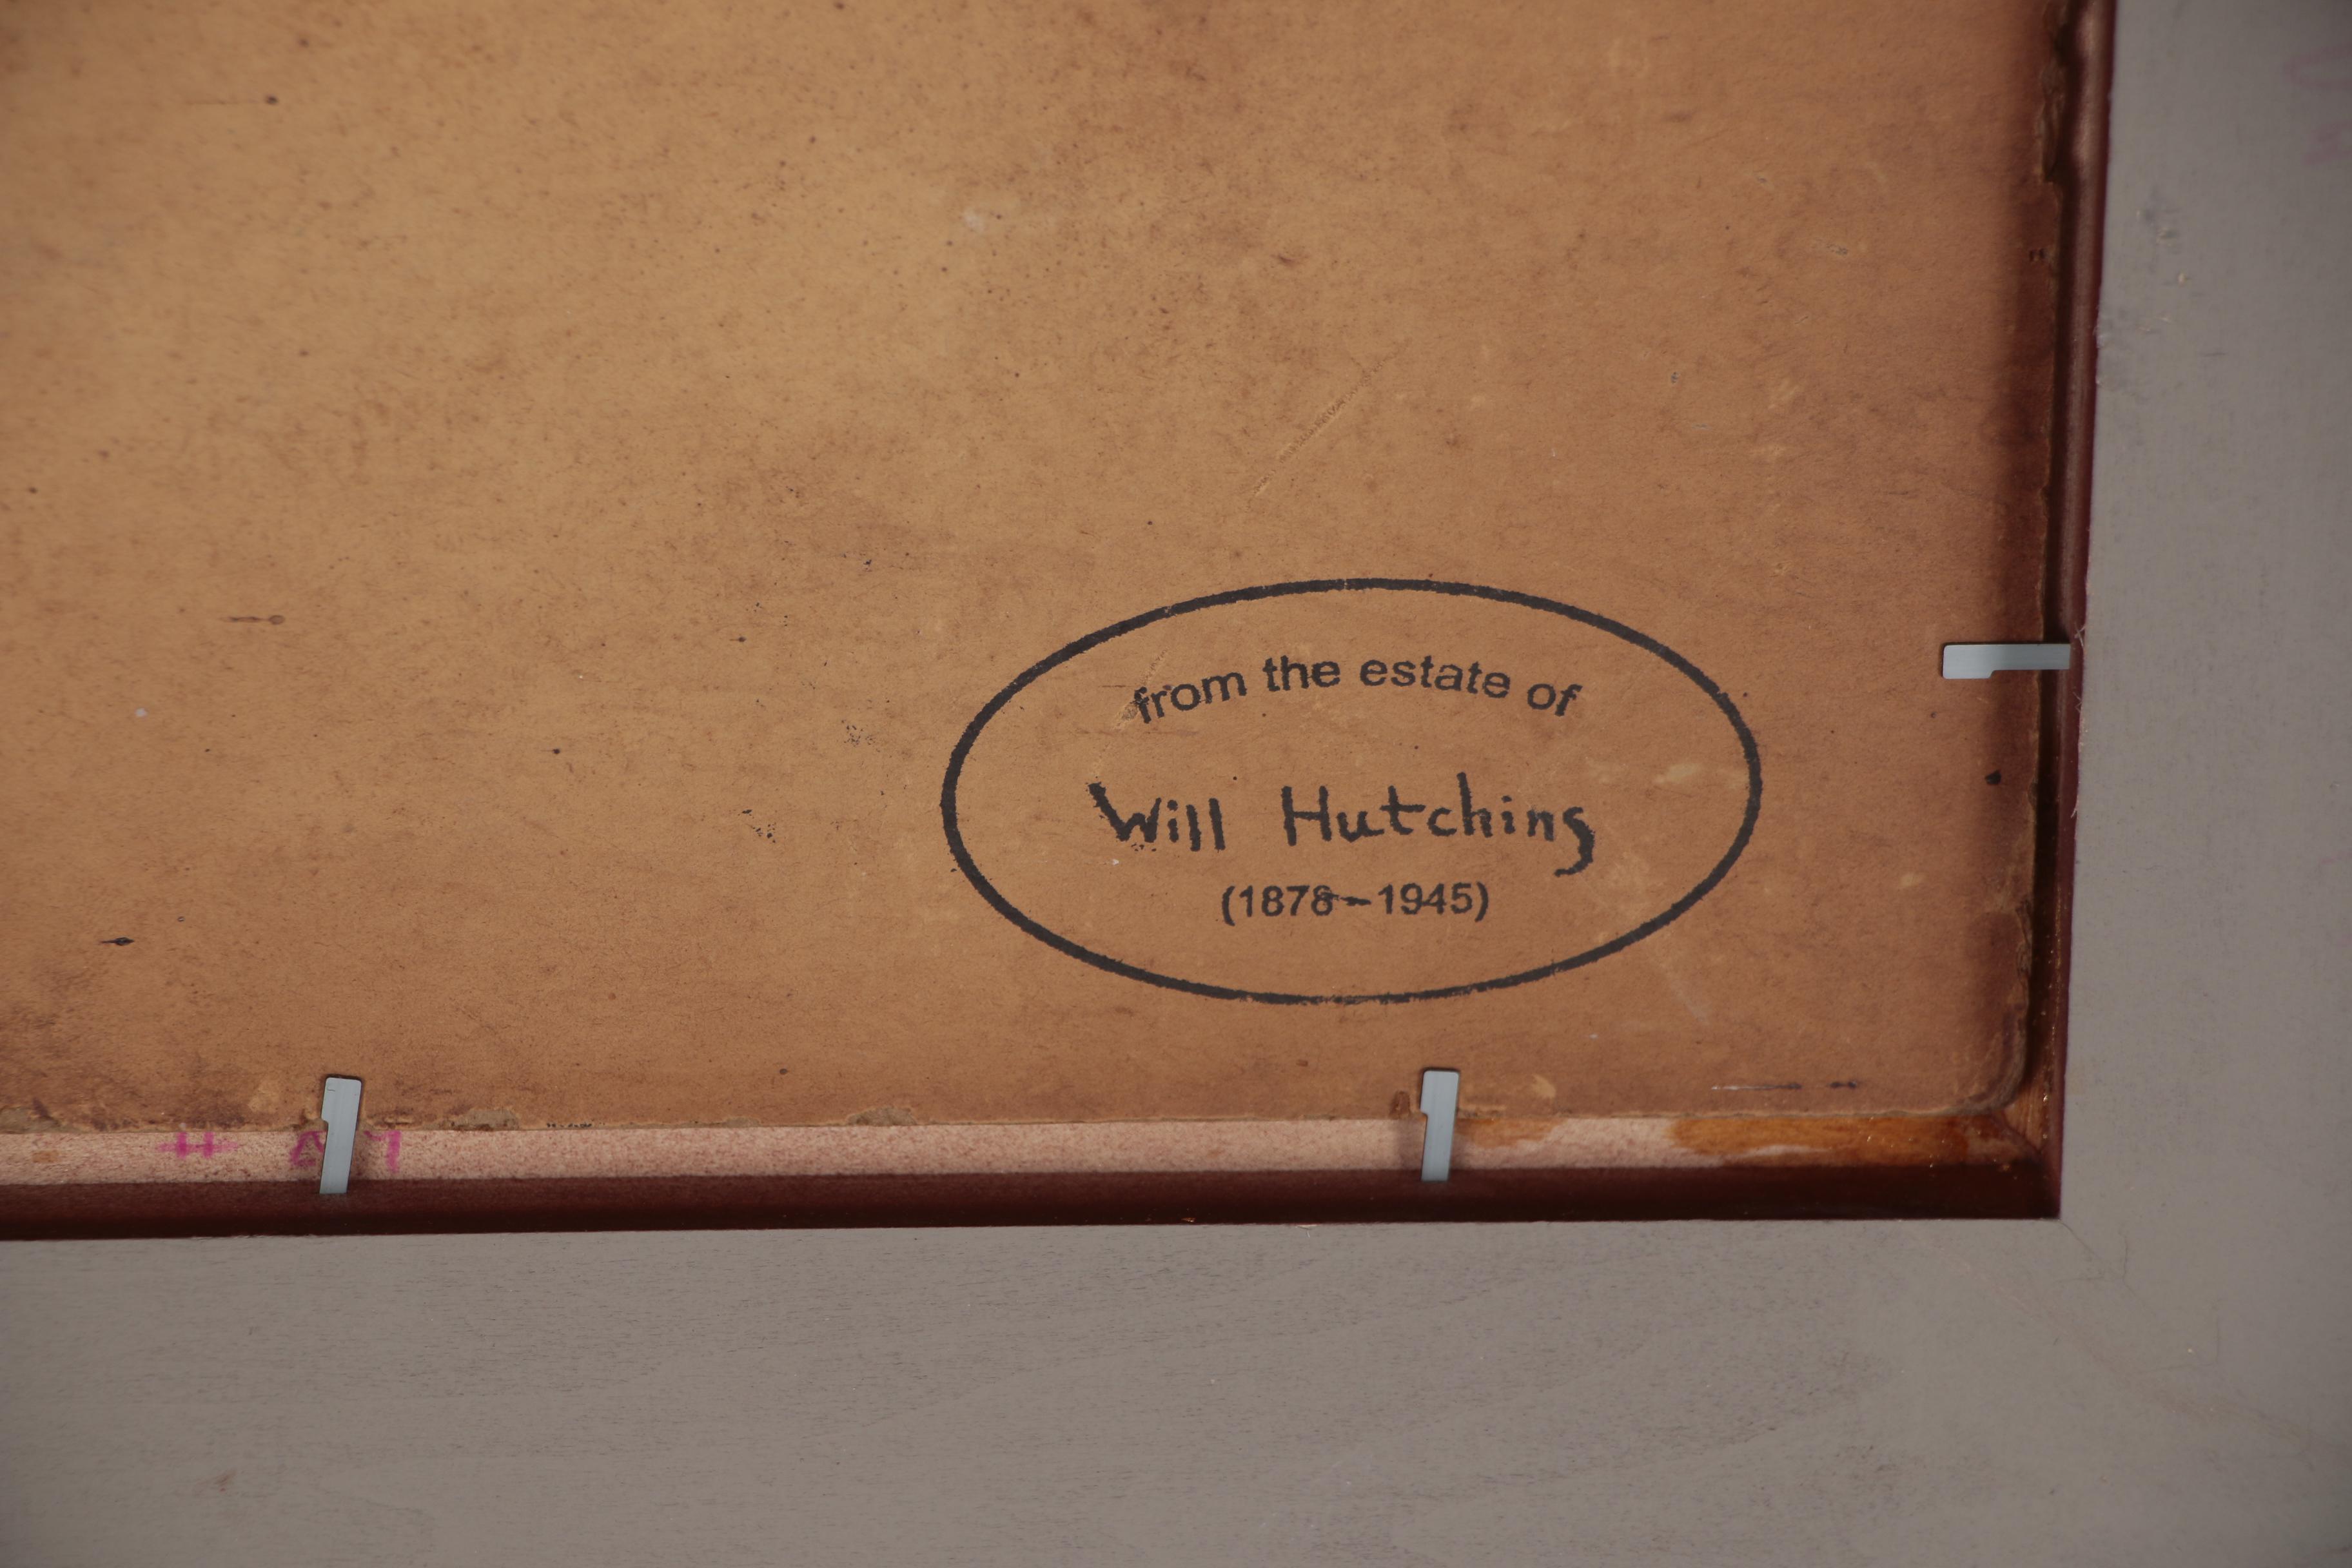 from the estate of
Will Hutchins
(1878-1945)